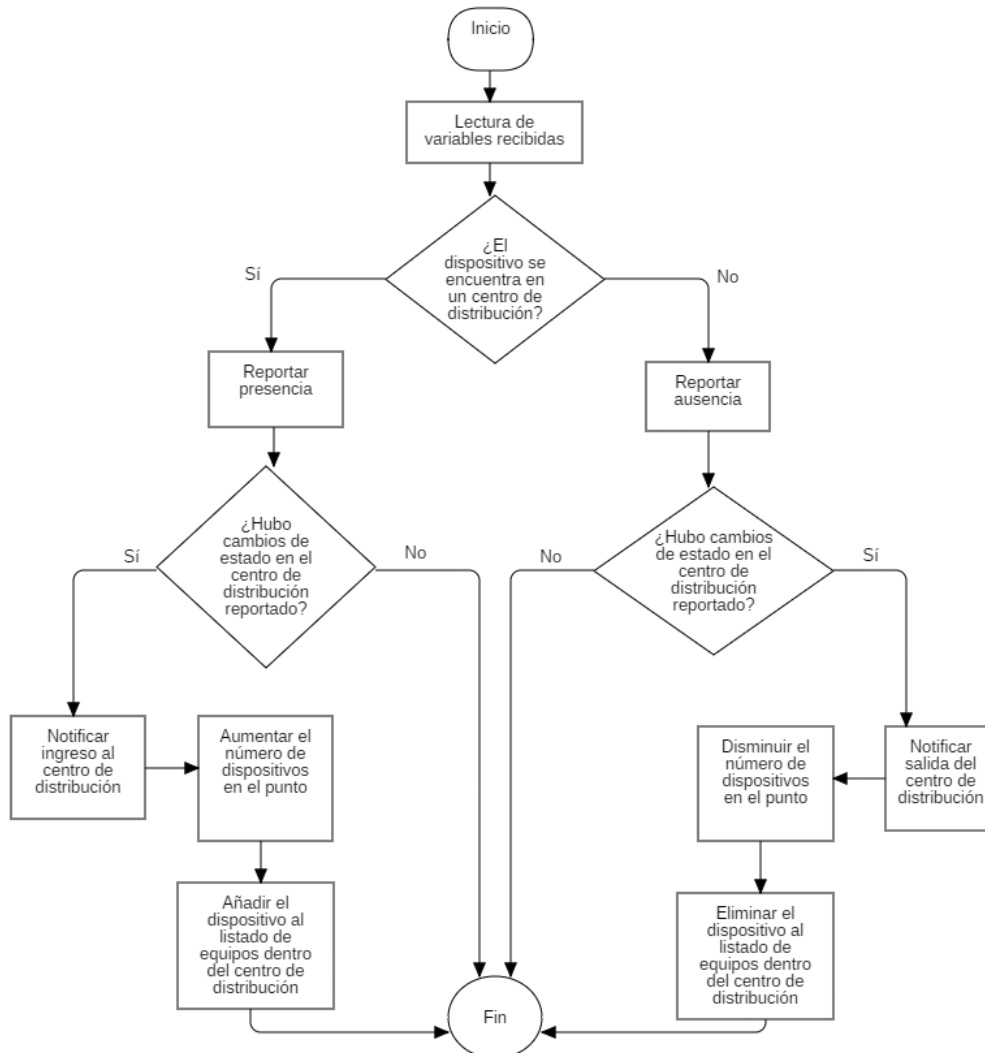 Inicio
Lectura de
variables recibidas
¿El
dispositivo se
encuentra en
un centro de
distribución?
Sí
No
Reportar
presencia
Reportar
ausencia
¿Hubo
cambios de
estado en el
centro de
distribución
reportado?
Sí
No
¿Hubo cambios
de estado en el
centro de
distribución
reportado?
No
Sí
Notificar
ingreso al
centro de
distribución
Aumentar el
número de
dispositivos
en el punto
Disminuir el
número de
dispositivos
en el punto
Notificar
salida del
centro de
distribución
Añadir el
dispositivo al
listado de
equipos dentro
del centro de
distribución
Eliminar el
dispositivo al
listado de
equipos dentro
del centro de
distribución
Fin